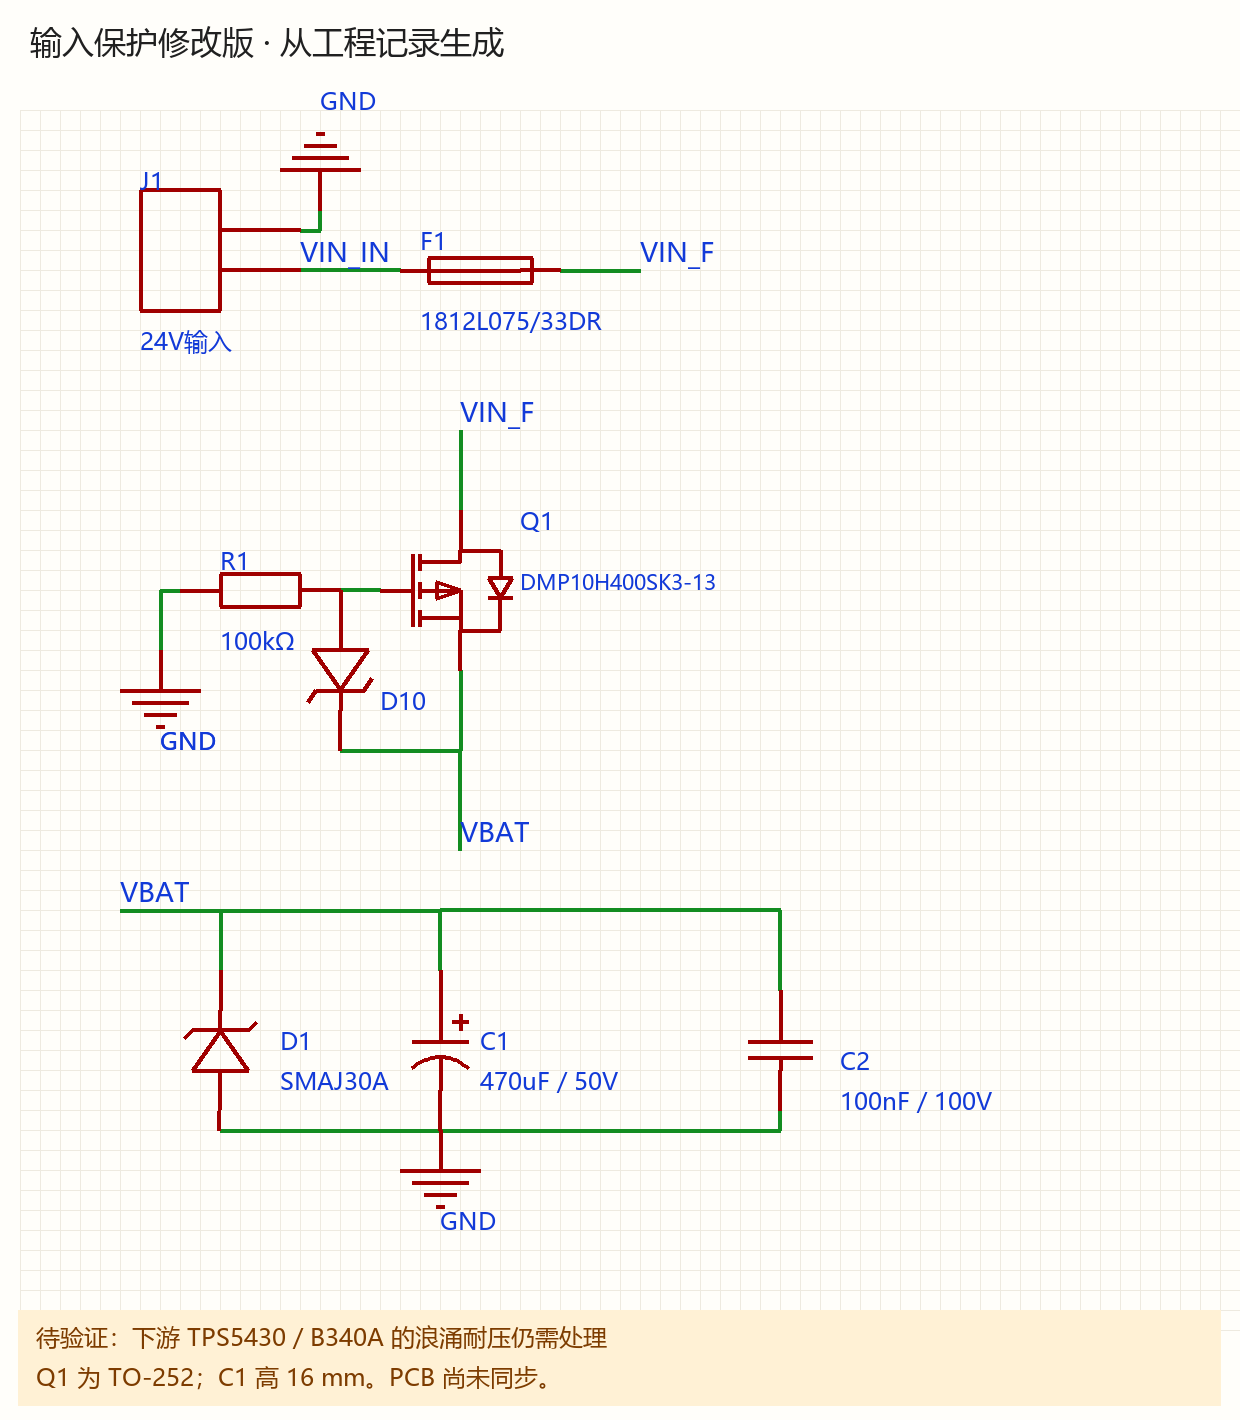 输入保护修改版 · 从工程记录生成
GND
J1
VIN_IN
F1
VIN_F
1812L075/33DR
24V输入
VIN_F
Q1
R1
DMP10H400SK3-13
100kΩ
D10
GND
VBAT
VBAT
D1
C1
SMAJ30A
470uF / 50V
C2
100nF / 100V
GND
待验证：下游 TPS5430 / B340A 的浪涌耐压仍需处理
Q1 为 TO-252；C1 高 16 mm。PCB 尚未同步。